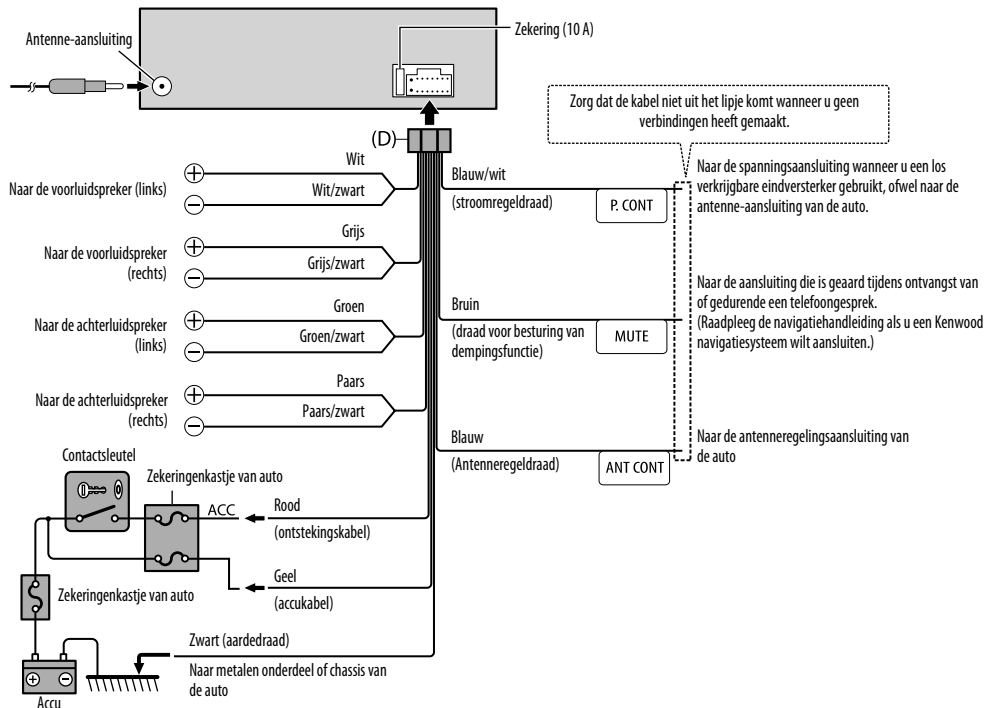 Antenne-aansluiting
Zekering (10 A)
Zorg dat de kabel niet uit het lipje komt wanneer u geen
verbindingen heeft gemaakt.
(D)
Wit
Wit/zwart
Naar de voorluidspreker (links)
Grijs
Grijs/zwart
Naar de voorluidspreker
(rechts)
Groen
Groen/zwart
Naar de achterluidspreker
(links)
Paars
Paars/zwart
Naar de achterluidspreker
(rechts)
Blauw/wit
(stroomregeldraad)
P. CONT
Naar de spanningsaansluiting wanneer u een los
verkrijgbare eindversterker gebruikt, ofwel naar de
antenne-aansluiting van de auto.
Bruin
(draad voor besturing van
dempingsfunctie)
MUTE
Naar de aansluiting die is geaard tijdens ontvangst van
of gedurende een telefoongesprek.
(Raadpleeg de navigatiehandleiding als u een Kenwood
navigatiesysteem wilt aansluiten.)
Blauw
(Antenneregeldraad)
ANT CONT
Naar de antenneregelingsaansluiting van
de auto
Contactsleutel
Zekeringenkastje van auto
ACC
Rood
(ontstekingskabel)
Geel
(accukabel)
Zekeringenkastje van auto
Zwart (aardedraad)
Naar metalen onderdeel of chassis van
de auto
Accu